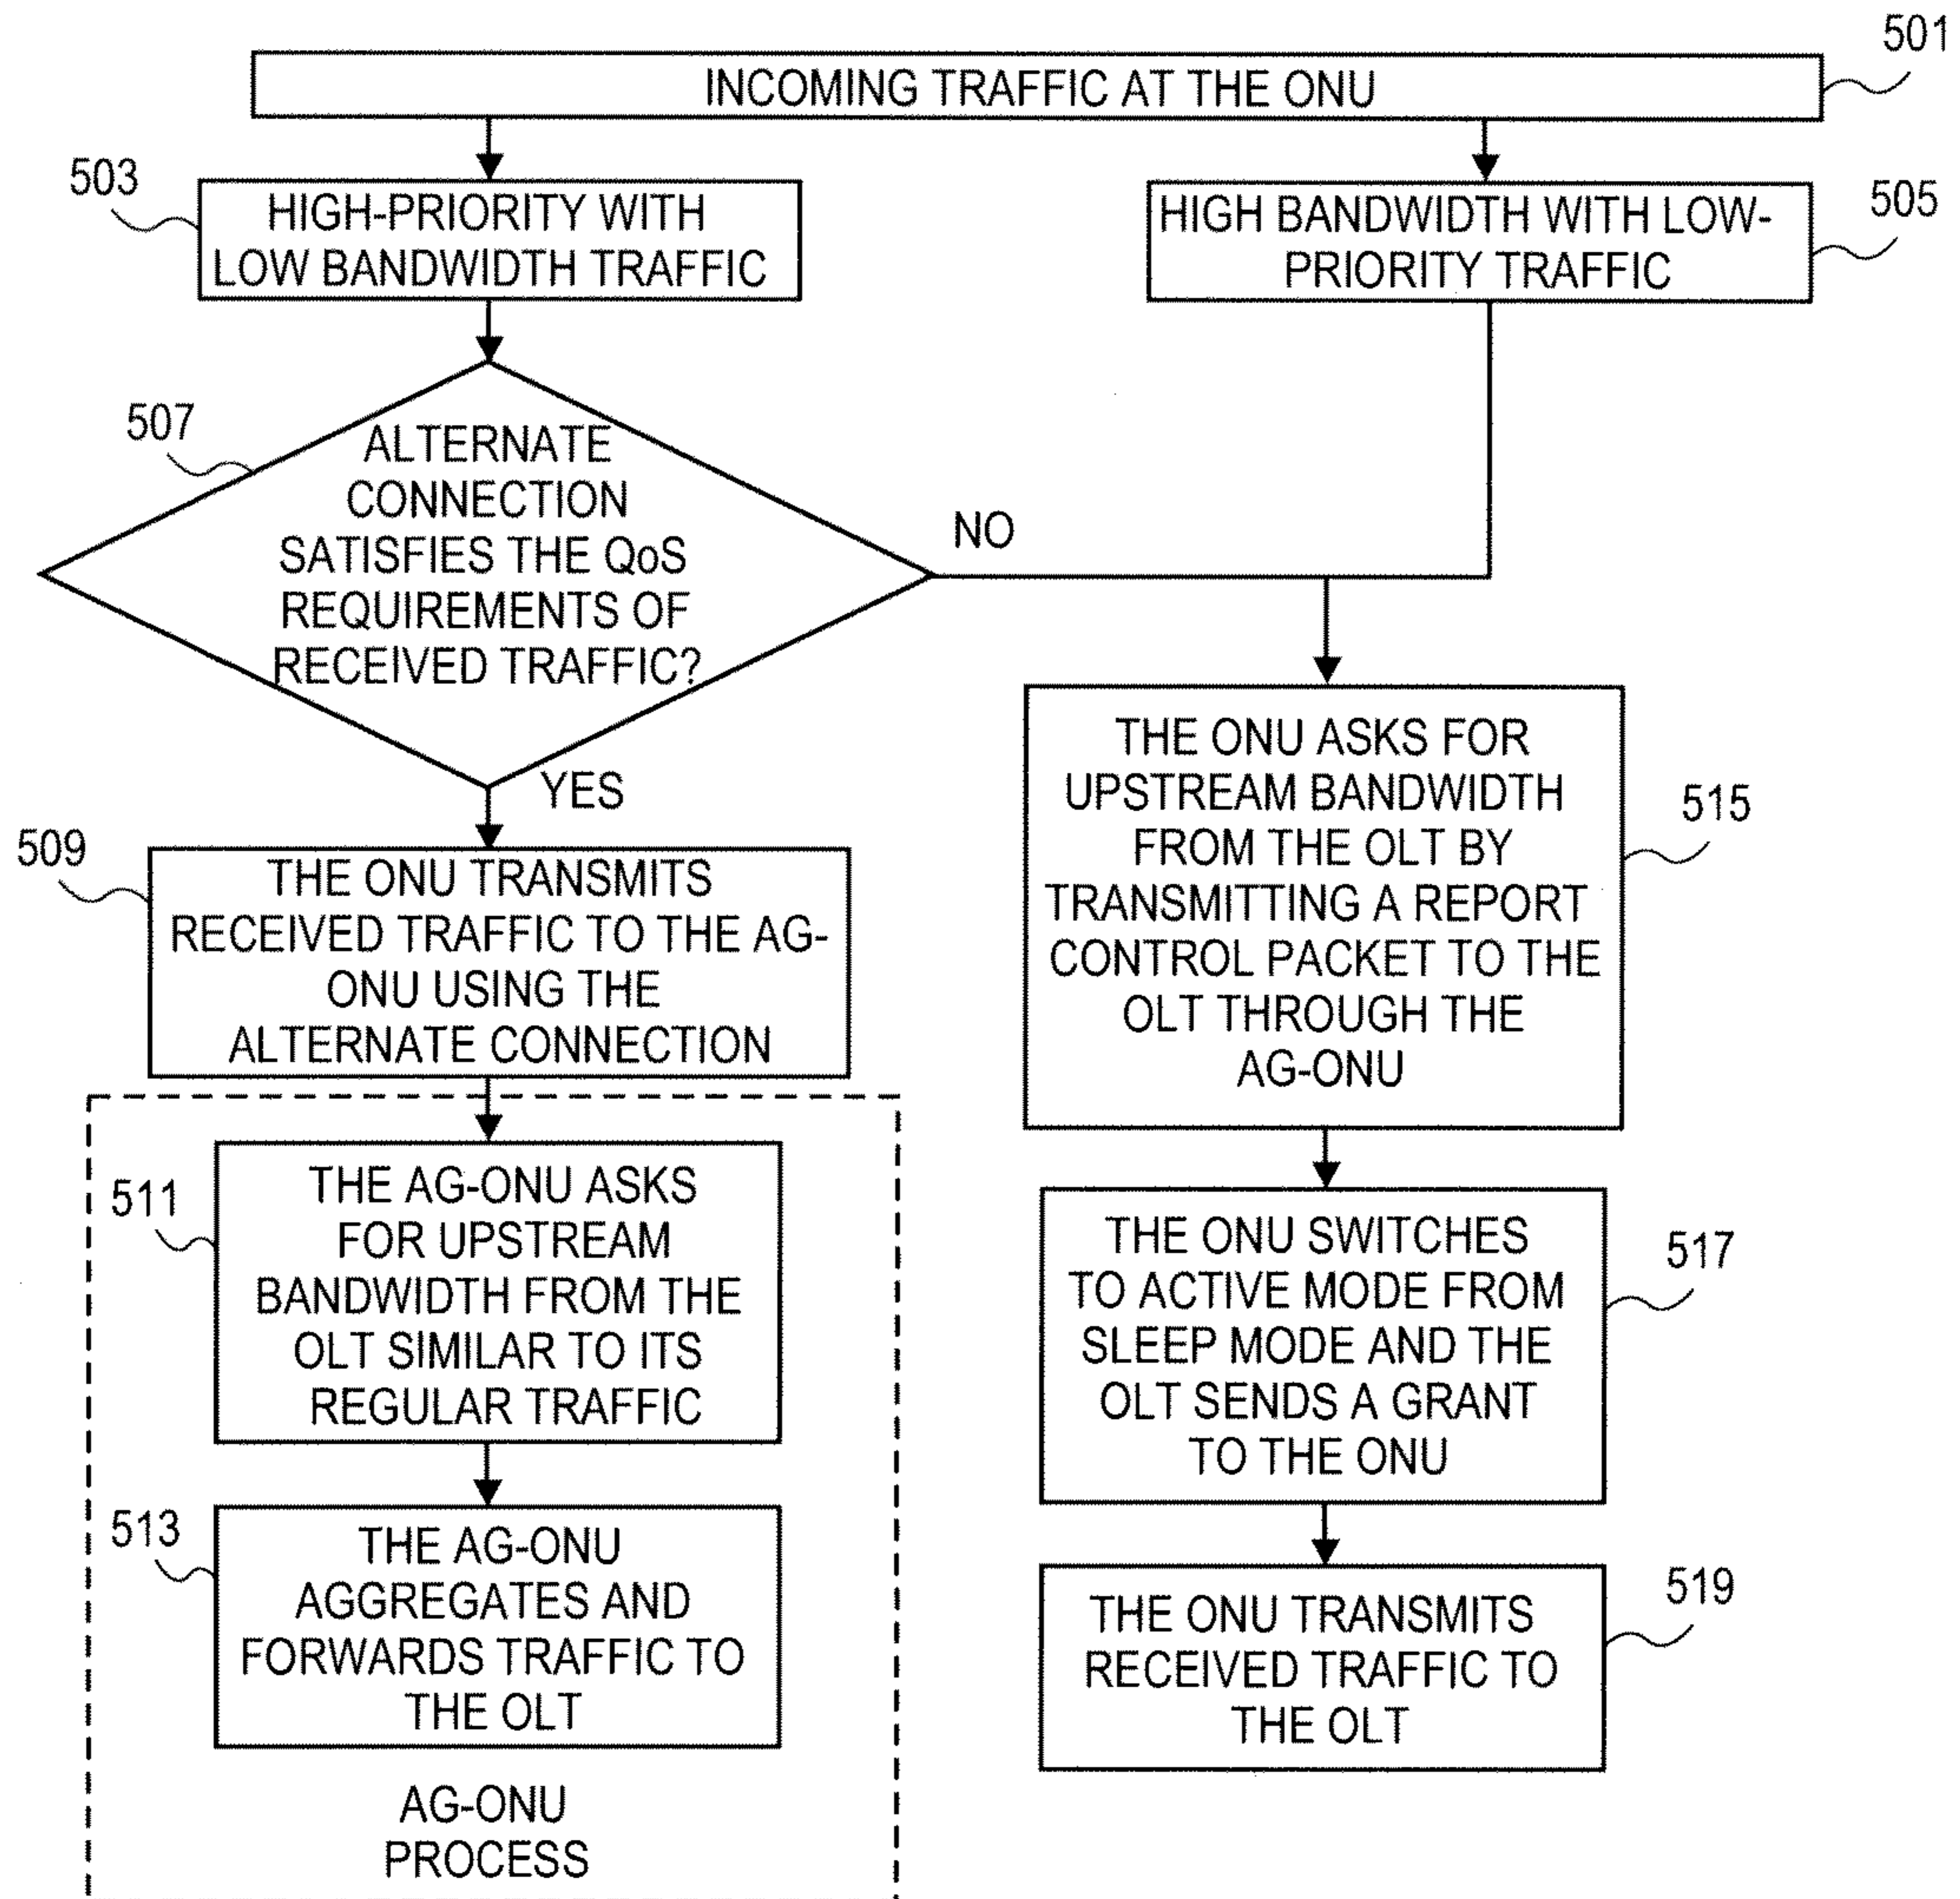 501
INCOMING TRAFFIC AT THE ONU
503
HIGH-PRIORITY WITH
LOW BANDWIDTH TRAFFIC
505
HIGH BANDWIDTH WITH LOW-
PRIORITY TRAFFIC
507
ALTERNATE
CONNECTION
SATISFIES THE QoS
REQUIREMENTS OF
RECEIVED TRAFFIC?
NO
YES
509
THE ONU TRANSMITS
RECEIVED TRAFFIC TO THE AG-
ONU USING THE
ALTERNATE CONNECTION
511
THE AG-ONU ASKS
FOR UPSTREAM
BANDWIDTH FROM THE
OLT SIMILAR TO ITS
REGULAR TRAFFIC
513
THE AG-ONU
AGGREGATES AND
FORWARDS TRAFFIC TO
THE OLT
AG-ONU
PROCESS
515
THE ONU ASKS FOR
UPSTREAM BANDWIDTH
FROM THE OLT BY
TRANSMITTING A REPORT
CONTROL PACKET TO THE
OLT THROUGH THE
AG-ONU
517
THE ONU SWITCHES
TO ACTIVE MODE FROM
SLEEP MODE AND THE
OLT SENDS A GRANT
TO THE ONU
519
THE ONU TRANSMITS
RECEIVED TRAFFIC TO
THE OLT